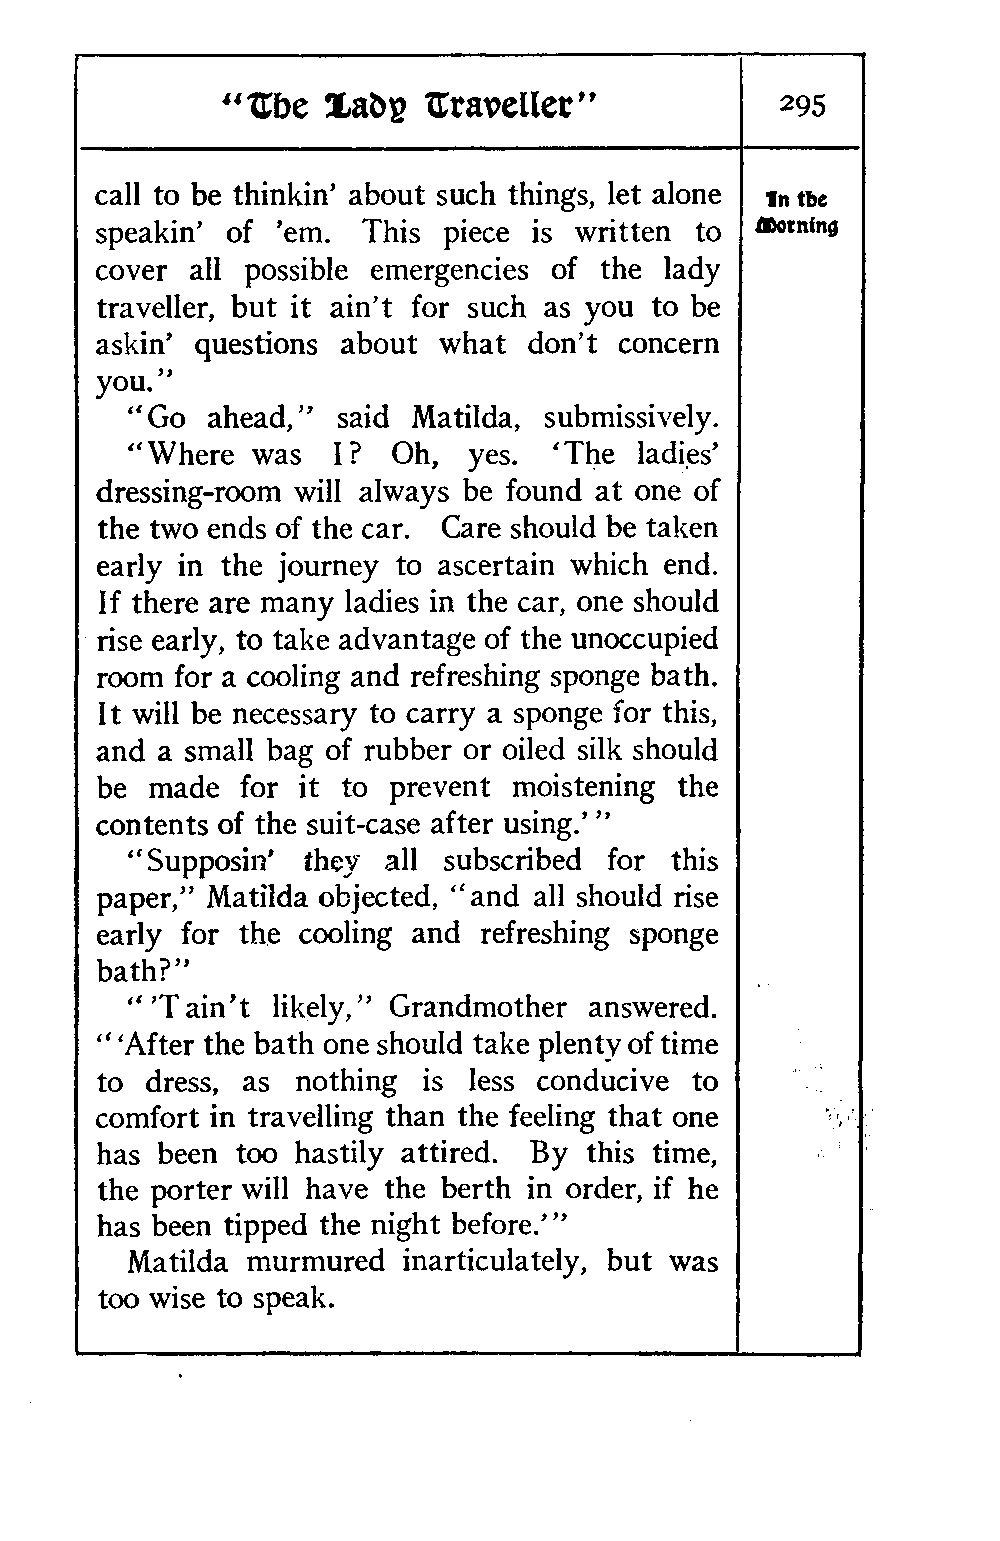 "The Lady Traveller"
295
In the
Morning
call to be thinkin' about such things, let alone
speakin' of 'em. This piece is written to
cover all possible emergencies of the lady
traveller, but it ain't for such as you to be
askin' questions about what don't concern
you."
"Go ahead," said Matilda, submissively.
"Where was I? Oh, yes. 'The ladies'
dressing-room will always be found at one of
the two ends of the car. Care should be taken
early in the journey to ascertain which end.
If there are many ladies in the car, one should
rise early, to take advantage of the unoccupied
room for a cooling and refreshing sponge bath.
It will be necessary to carry a sponge for this,
and a small bag of rubber or oiled silk should
be made for it to prevent moistening the
contents of the suit-case after using.'"
"Supposin' they all subscribed for this
paper," Matilda objected, "and all should rise
early for the cooling and refreshing sponge
bath?"
"'T ain't likely," Grandmother answered.
"'After the bath one should take plenty of time
to dress, as nothing is less conducive to
comfort in travelling than the feeling that one
has been too hastily attired. By this time,
the porter will have the berth in order, if he
has been tipped the night before.'"
Matilda murmured inarticulately, but was
too wise to speak.